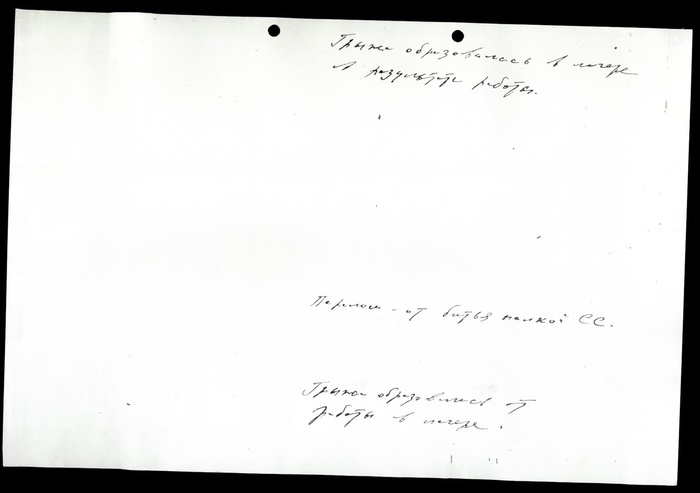 Грыжа образовалась в лагере
в результате работы.
Перелом - от битья палкой СС.
Грыжа образовалась от
работы в лагере.